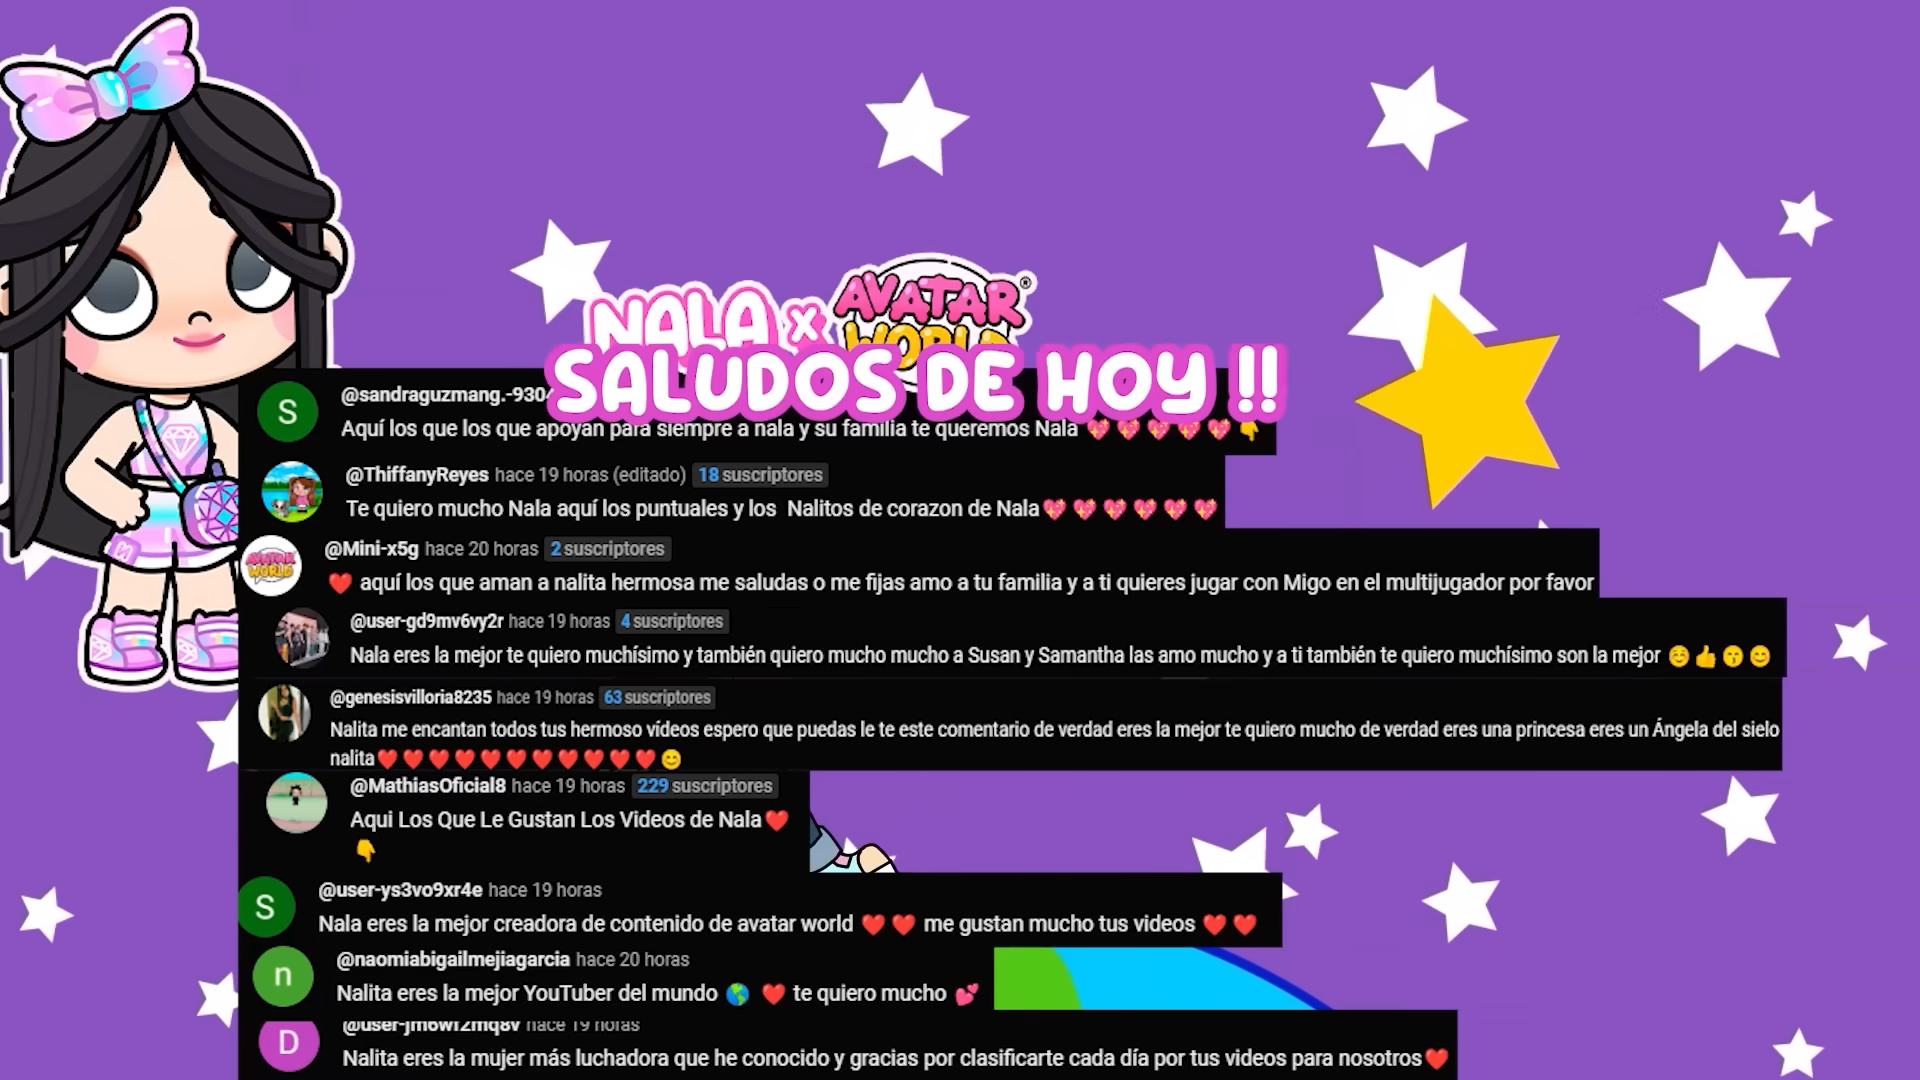 NALA x AVATAR WORLD®
SALUDOS DE HOY !!
S @sandraguzmang.-930
Aquí los que los que apoyan para siempre a nala y su familia te queremos Nala 💖 💖 💖 💖 💖 👇
@ThiffanyReyes hace 19 horas (editado) 18 suscriptores
Te quiero mucho Nala aquí los puntuales y los Nalitos de corazon de Nala 💖 💖 💖 💖 💖 💖
AVATAR WORLD
@Mini-x5g hace 20 horas 2 suscriptores
❤️ aquí los que aman a nalita hermosa me saludas o me fijas amo a tu familia y a ti quieres jugar con Migo en el multijugador por favor
@user-gd9mv6vy2r hace 19 horas 4 suscriptores
Nala eres la mejor te quiero muchísimo y también quiero mucho mucho a Susan y Samantha las amo mucho y a ti también te quiero muchísimo son la mejor ☺️ 👍 😗 😊
@genesisvilloria8235 hace 19 horas 63 suscriptores
Nalita me encantan todos tus hermoso vídeos espero que puedas le te este comentario de verdad eres la mejor te quiero mucho de verdad eres una princesa eres un Ángela del sielo
nalita ❤️ ❤️ ❤️ ❤️ ❤️ ❤️ ❤️ ❤️ ❤️ ❤️ ❤️ 😊
@MathiasOficial8 hace 19 horas 229 suscriptores
Aqui Los Que Le Gustan Los Videos de Nala ❤️
👇
S @user-ys3vo9xr4e hace 19 horas
Nala eres la mejor creadora de contenido de avatar world ❤️ ❤️ me gustan mucho tus videos ❤️ ❤️
n @naomiabigailmejiagarcia hace 20 horas
Nalita eres la mejor YouTuber del mundo 🌎 ❤️ te quiero mucho 💕
D @user-jm6wf2mq8v hace 19 horas
Nalita eres la mujer más luchadora que he conocido y gracias por clasificarte cada día por tus videos para nosotros ❤️